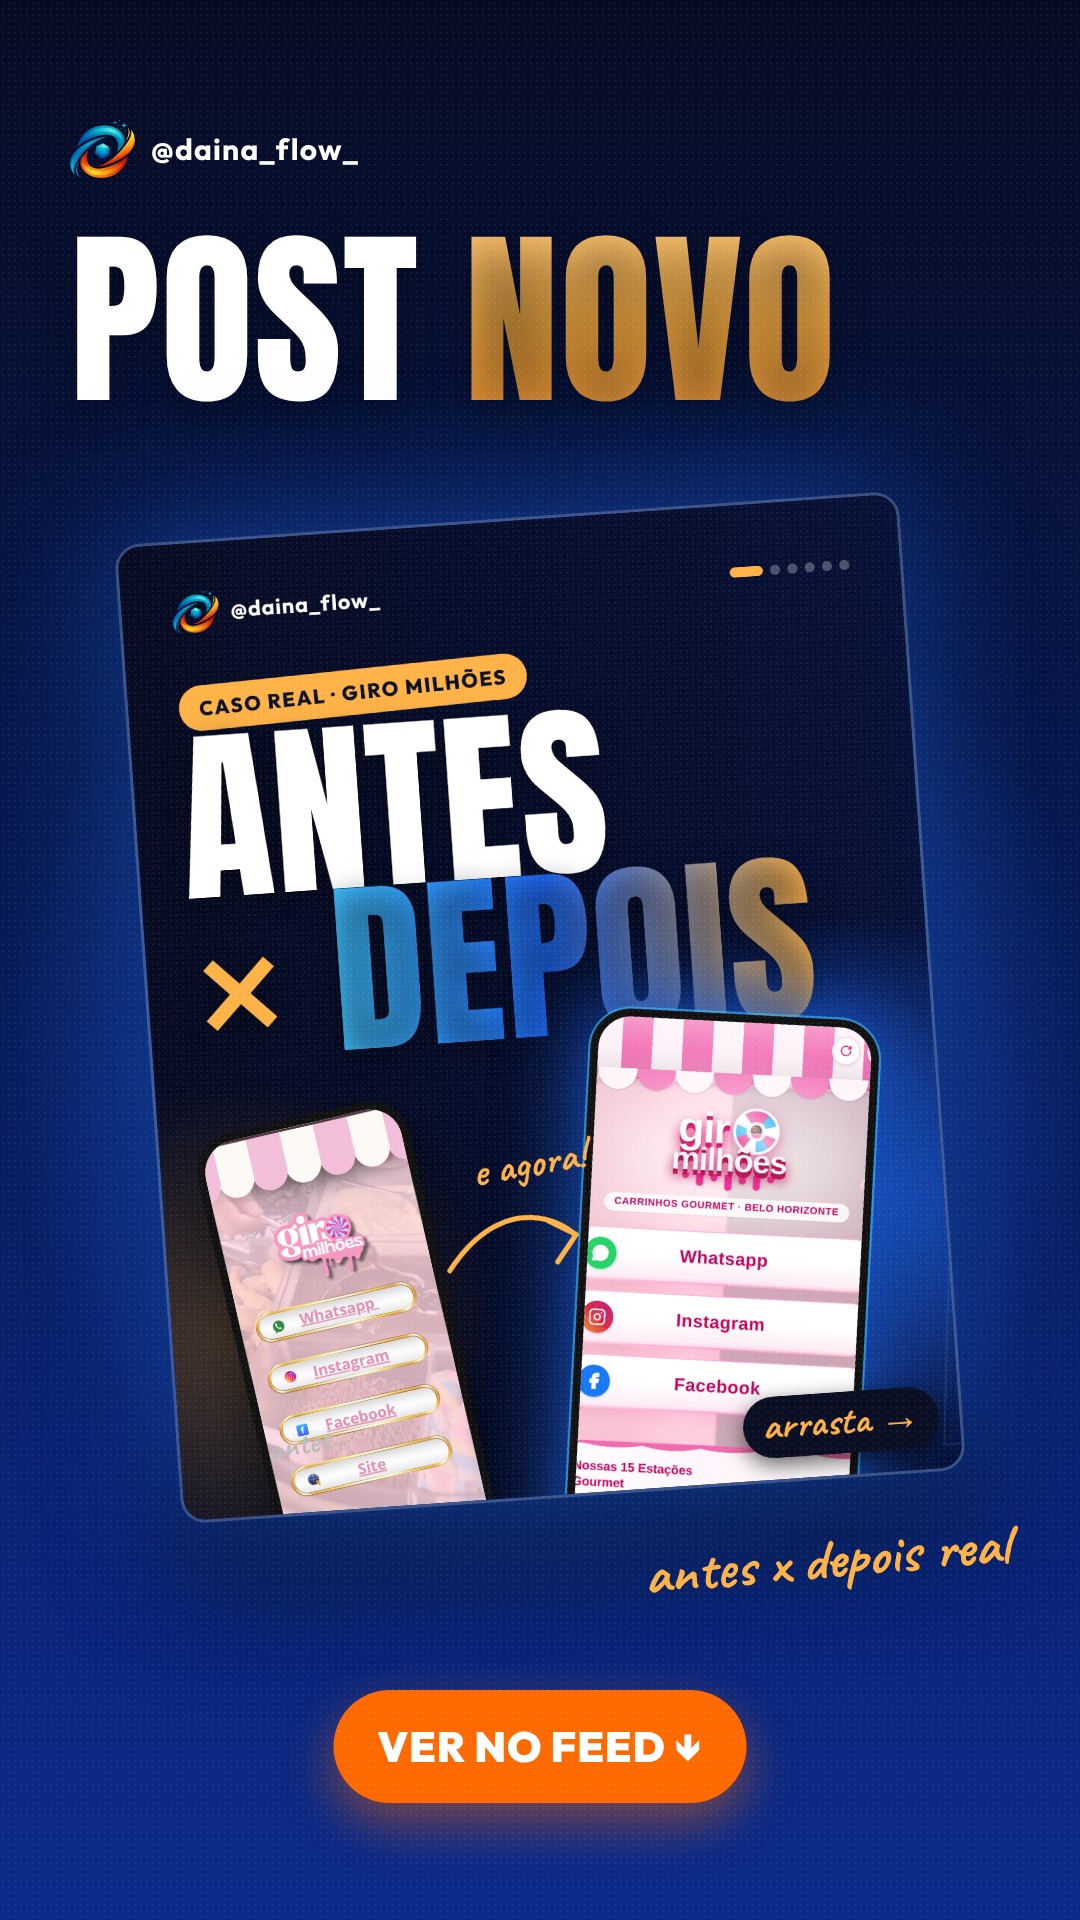 @daina_flow_
POST NOVO
@daina_flow_
CASO REAL · GIRO MILHÕES
ANTES
× DEPOIS
e agora!
giro
milhões
Whatsapp
Instagram
Facebook
antes
Site
giro
milhões
CARRINHOS GOURMET · BELO HORIZONTE
Whatsapp
Instagram
Facebook
Nossas 15 Estações
Gourmet
arrasta →
antes x depois real
VER NO FEED ↓